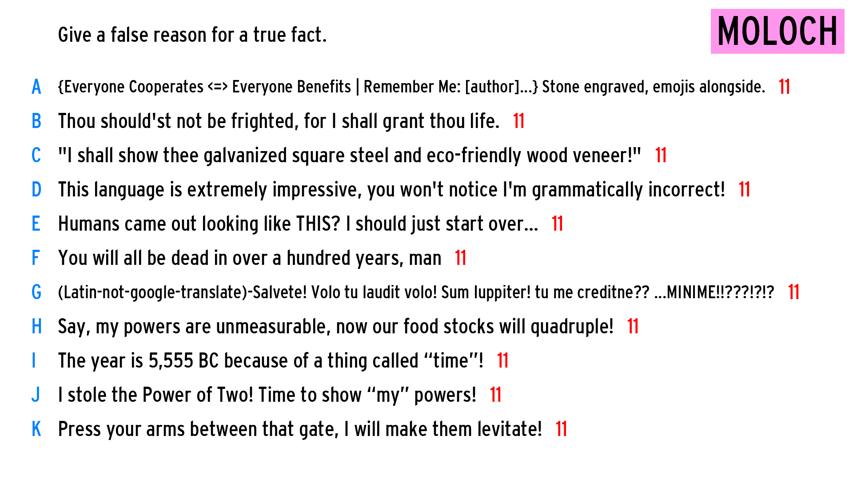 Give a false reason for a true fact.
MOLOCH
A {Everyone Cooperates <=> Everyone Benefits | Remember Me: [author]...} Stone engraved, emojis alongside. 11
B Thou should'st not be frighted, for I shall grant thou life. 11
C "I shall show thee galvanized square steel and eco-friendly wood veneer!" 11
D This language is extremely impressive, you won't notice I'm grammatically incorrect! 11
E Humans came out looking like THIS? I should just start over... 11
F You will all be dead in over a hundred years, man 11
G (Latin-not-google-translate)-Salvete! Volo tu laudit volo! Sum Iuppiter! tu me creditne?? ...MINIME!!???!?!? 11
H Say, my powers are unmeasurable, now our food stocks will quadruple! 11
I The year is 5,555 BC because of a thing called “time”! 11
J I stole the Power of Two! Time to show “my” powers! 11
K Press your arms between that gate, I will make them levitate! 11